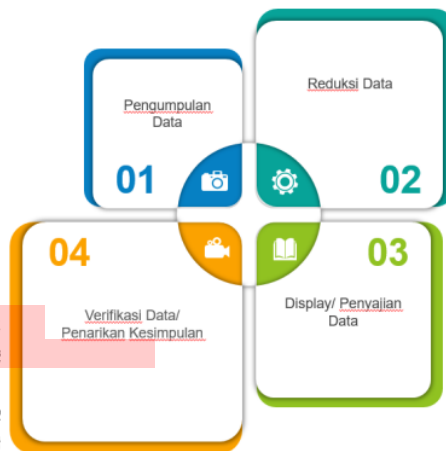 Pengumpulan
Data
01
Reduksi Data
02
04
Verifikasi Data/
Penarikan Kesimpulan
03
Display/ Penyajian
Data